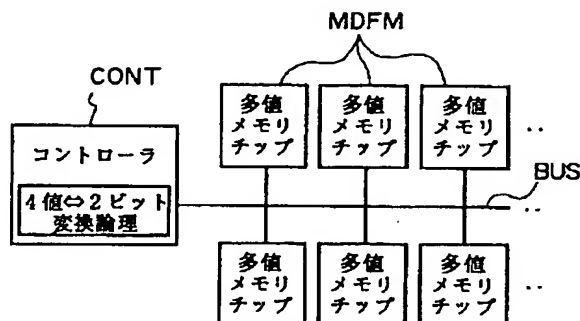 MDFM
CONT
多値
メモリ
チップ
多値
メモリ
チップ
多値
メモリ
チップ
‥
コントローラ
4値⇔2ビット
変換論理
BUS
‥
多値
メモリ
チップ
多値
メモリ
チップ
多値
メモリ
チップ
‥